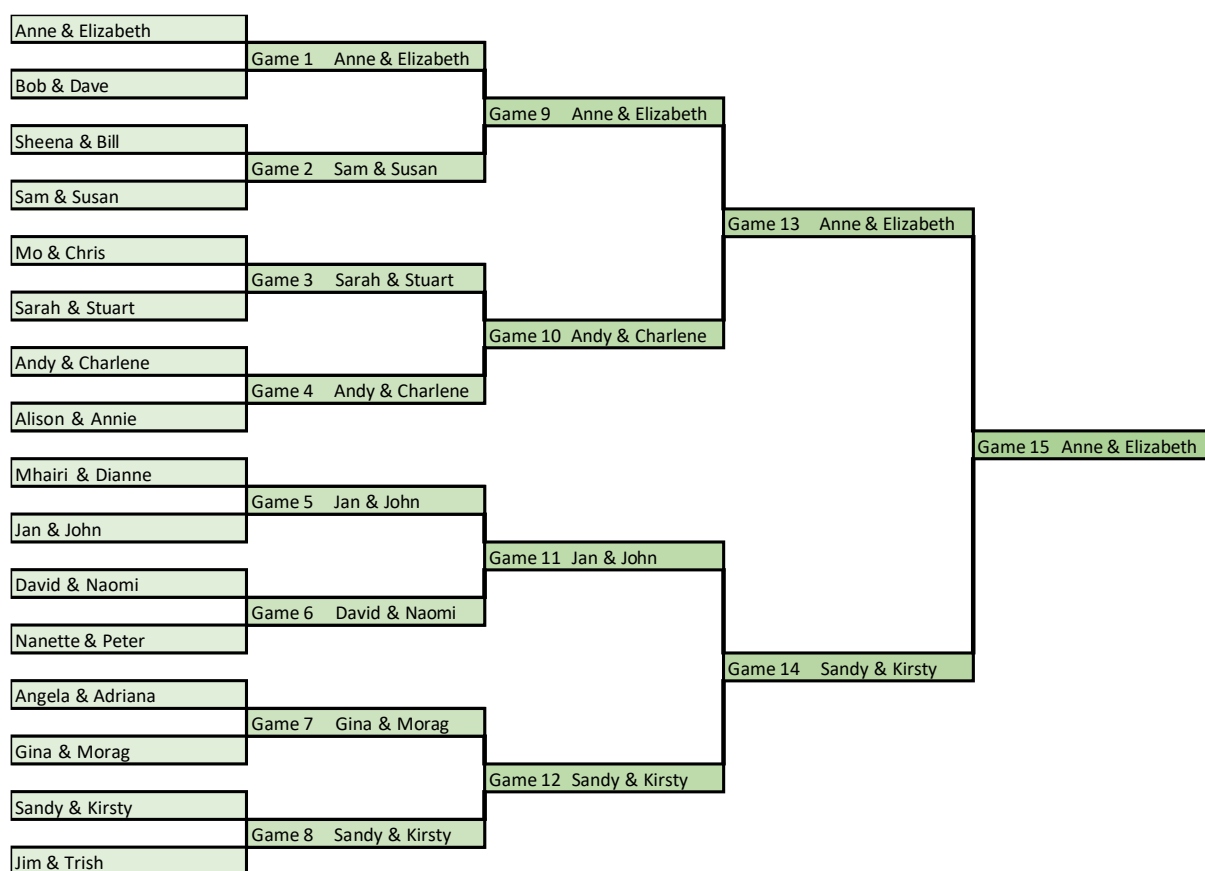 Anne & Elizabeth
Game 1 Anne & Elizabeth
Bob & Dave
Game 9 Anne & Elizabeth
Sheena & Bill
Game 2 Sam & Susan
Sam & Susan
Game 13 Anne & Elizabeth
Mo & Chris
Game 3 Sarah & Stuart
Sarah & Stuart
Game 10 Andy & Charlene
Andy & Charlene
Game 4 Andy & Charlene
Alison & Annie
Game 15 Anne & Elizabeth
Mhairi & Dianne
Game 5 Jan & John
Jan & John
Game 11 Jan & John
David & Naomi
Game 6 David & Naomi
Nanette & Peter
Game 14 Sandy & Kirsty
Angela & Adriana
Game 7 Gina & Morag
Gina & Morag
Game 12 Sandy & Kirsty
Sandy & Kirsty
Game 8 Sandy & Kirsty
Jim & Trish